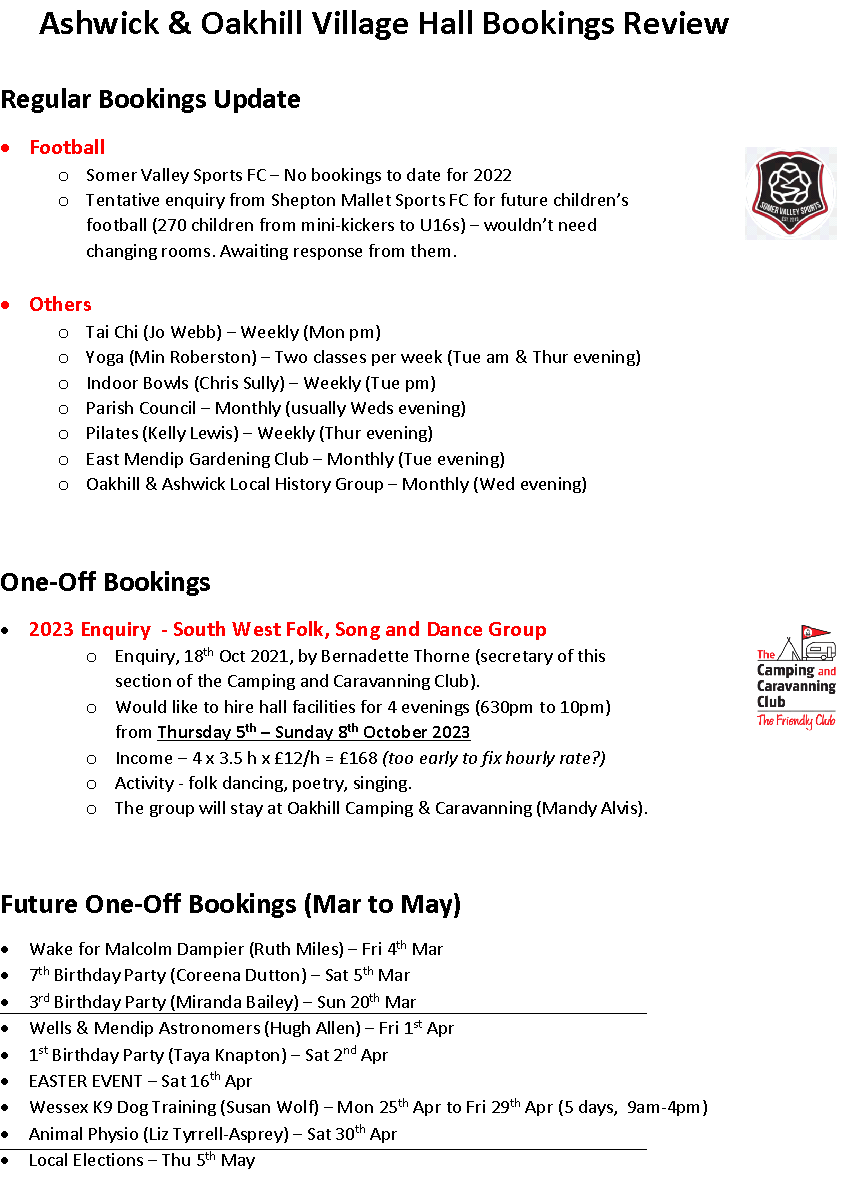 Ashwick & Oakhill Village Hall Bookings Review
Regular Bookings Update
• Football
o Somer Valley Sports FC – No bookings to date for 2022
o Tentative enquiry from Shepton Mallet Sports FC for future children's
football (270 children from mini-kickers to U16s) – wouldn't need
changing rooms. Awaiting response from them.
SOMER VALLEY SPORTS
• Others
o Tai Chi (Jo Webb) – Weekly (Mon pm)
o Yoga (Min Roberston) – Two classes per week (Tue am & Thur evening)
o Indoor Bowls (Chris Sully) – Weekly (Tue pm)
o Parish Council – Monthly (usually Weds evening)
o Pilates (Kelly Lewis) – Weekly (Thur evening)
o East Mendip Gardening Club – Monthly (Tue evening)
o Oakhill & Ashwick Local History Group – Monthly (Wed evening)
One-Off Bookings
• 2023 Enquiry - South West Folk, Song and Dance Group
o Enquiry, 18th Oct 2021, by Bernadette Thorne (secretary of this
section of the Camping and Caravanning Club).
o Would like to hire hall facilities for 4 evenings (630pm to 10pm)
from Thursday 5th – Sunday 8th October 2023
o Income – 4 x 3.5 h x £12/h = £168 (too early to fix hourly rate?)
o Activity - folk dancing, poetry, singing.
o The group will stay at Oakhill Camping & Caravanning (Mandy Alvis).
The
Camping and
Caravanning
Club
The Friendly Club
Future One-Off Bookings (Mar to May)
• Wake for Malcolm Dampier (Ruth Miles) – Fri 4th Mar
• 7th Birthday Party (Coreena Dutton) – Sat 5th Mar
• 3rd Birthday Party (Miranda Bailey) – Sun 20th Mar
• Wells & Mendip Astronomers (Hugh Allen) – Fri 1st Apr
• 1st Birthday Party (Taya Knapton) – Sat 2nd Apr
• EASTER EVENT – Sat 16th Apr
• Wessex K9 Dog Training (Susan Wolf) – Mon 25th Apr to Fri 29th Apr (5 days, 9am-4pm)
• Animal Physio (Liz Tyrrell-Asprey) – Sat 30th Apr
• Local Elections – Thu 5th May